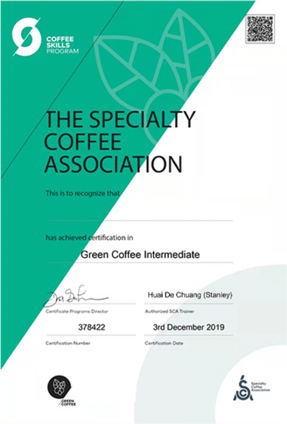 COFFEE
SKILLS
PROGRAM
THE SPECIALTY
COFFEE
ASSOCIATION
This is to recognize that
has achieved certification in
Green Coffee Intermediate
Huai De Chuang (Stanley)
Certificate Programs Director
Authorized SCA Trainer
378422
3rd December 2019
Certification Number
Certification Date
GREEN
COFFEE
Specialty
Coffee
Association